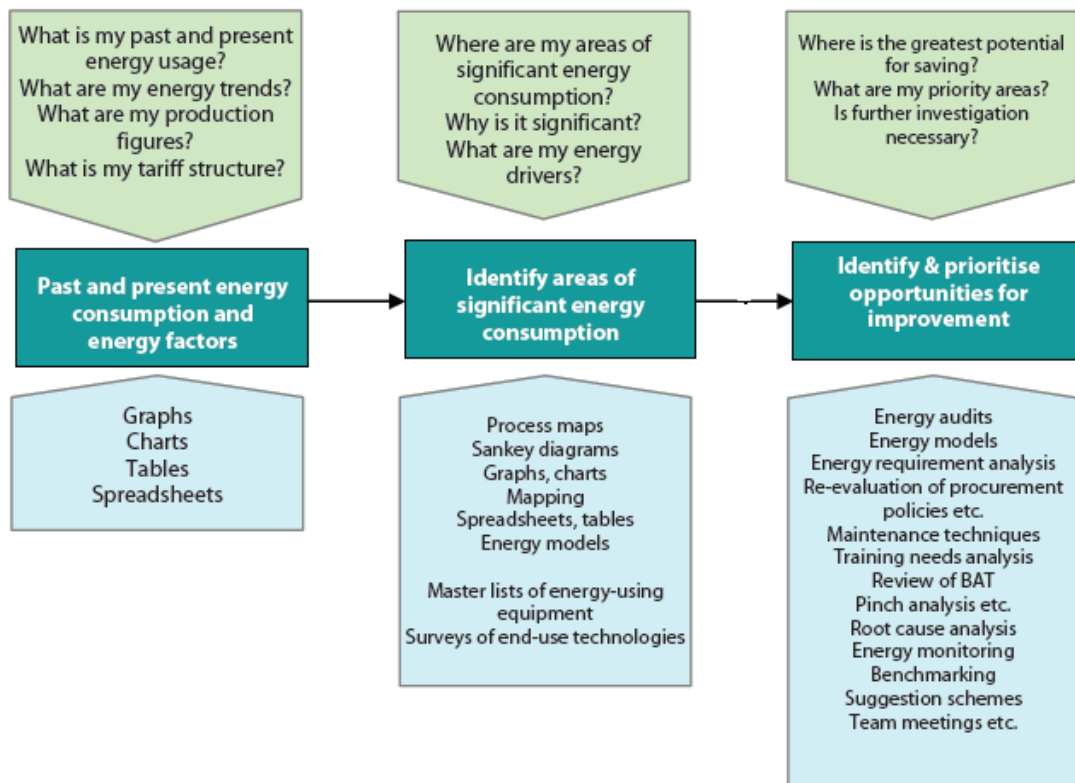 What is my past and present
energy usage?
What are my energy trends?
What are my production
figures?
What is my tariff structure?
Where are my areas of
significant energy
consumption?
Why is it significant?
What are my energy
drivers?
Where is the greatest potential
for saving?
What are my priority areas?
Is further investigation
necessary?
Past and present energy
consumption and
energy factors
Identify areas of
significant energy
consumption
Identify & prioritise
opportunities for
improvement
Graphs
Charts
Tables
Spreadsheets
Process maps
Sankey diagrams
Graphs, charts
Mapping
Spreadsheets, tables
Energy models
Master lists of energy-using
equipment
Surveys of end-use technologies
Energy audits
Energy models
Energy requirement analysis
Re-evaluation of procurement
policies etc.
Maintenance techniques
Training needs analysis
Review of BAT
Pinch analysis etc.
Root cause analysis
Energy monitoring
Benchmarking
Suggestion schemes
Team meetings etc.